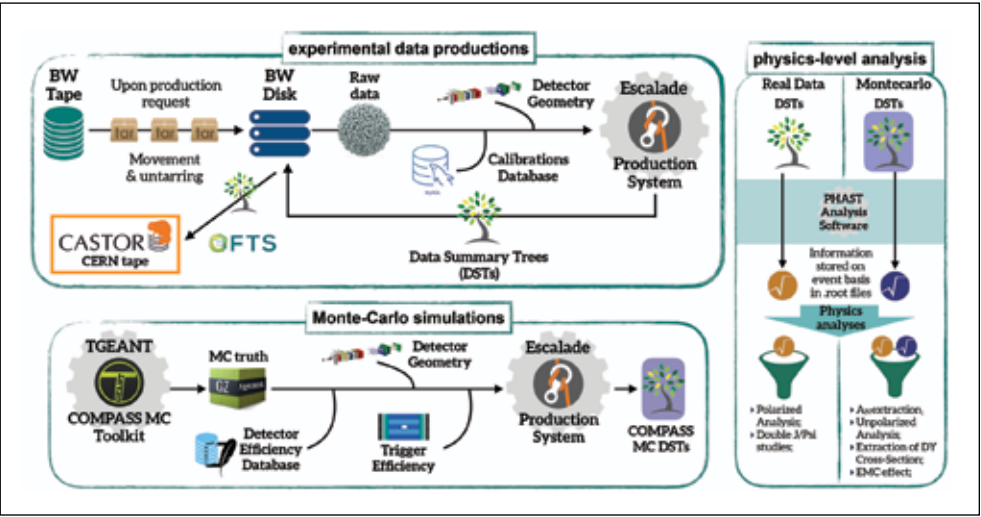 experimental data productions
BW
Tape
Upon production
request
tar
tar
tar
Movement
& untarring
BW
Disk
Raw
data
Detector
Geometry
Calibrations
Database
Escalade
Production
System
CASTOR
CERN tape
FTS
Data Summary Trees
(DSTs)
Monte-Carlo simulations
TGEANT
COMPASS MC
Toolkit
MC truth
GZ
Detector
Efficiency
Database
Detector
Geometry
Trigger
Efficiency
Escalade
Production
System
COMPASS
MC DSTs
physics-level analysis
Real Data
DSTs
Montecarlo
DSTs
PHAST
Analysis
Software
Information
stored on
event basis
in .root files
Physics
analyses
Polarized
Analysis;
Double J/Psi
studies;
Unpolarized
Analysis;
Extraction of DY
Cross-Section;
EMC effect;